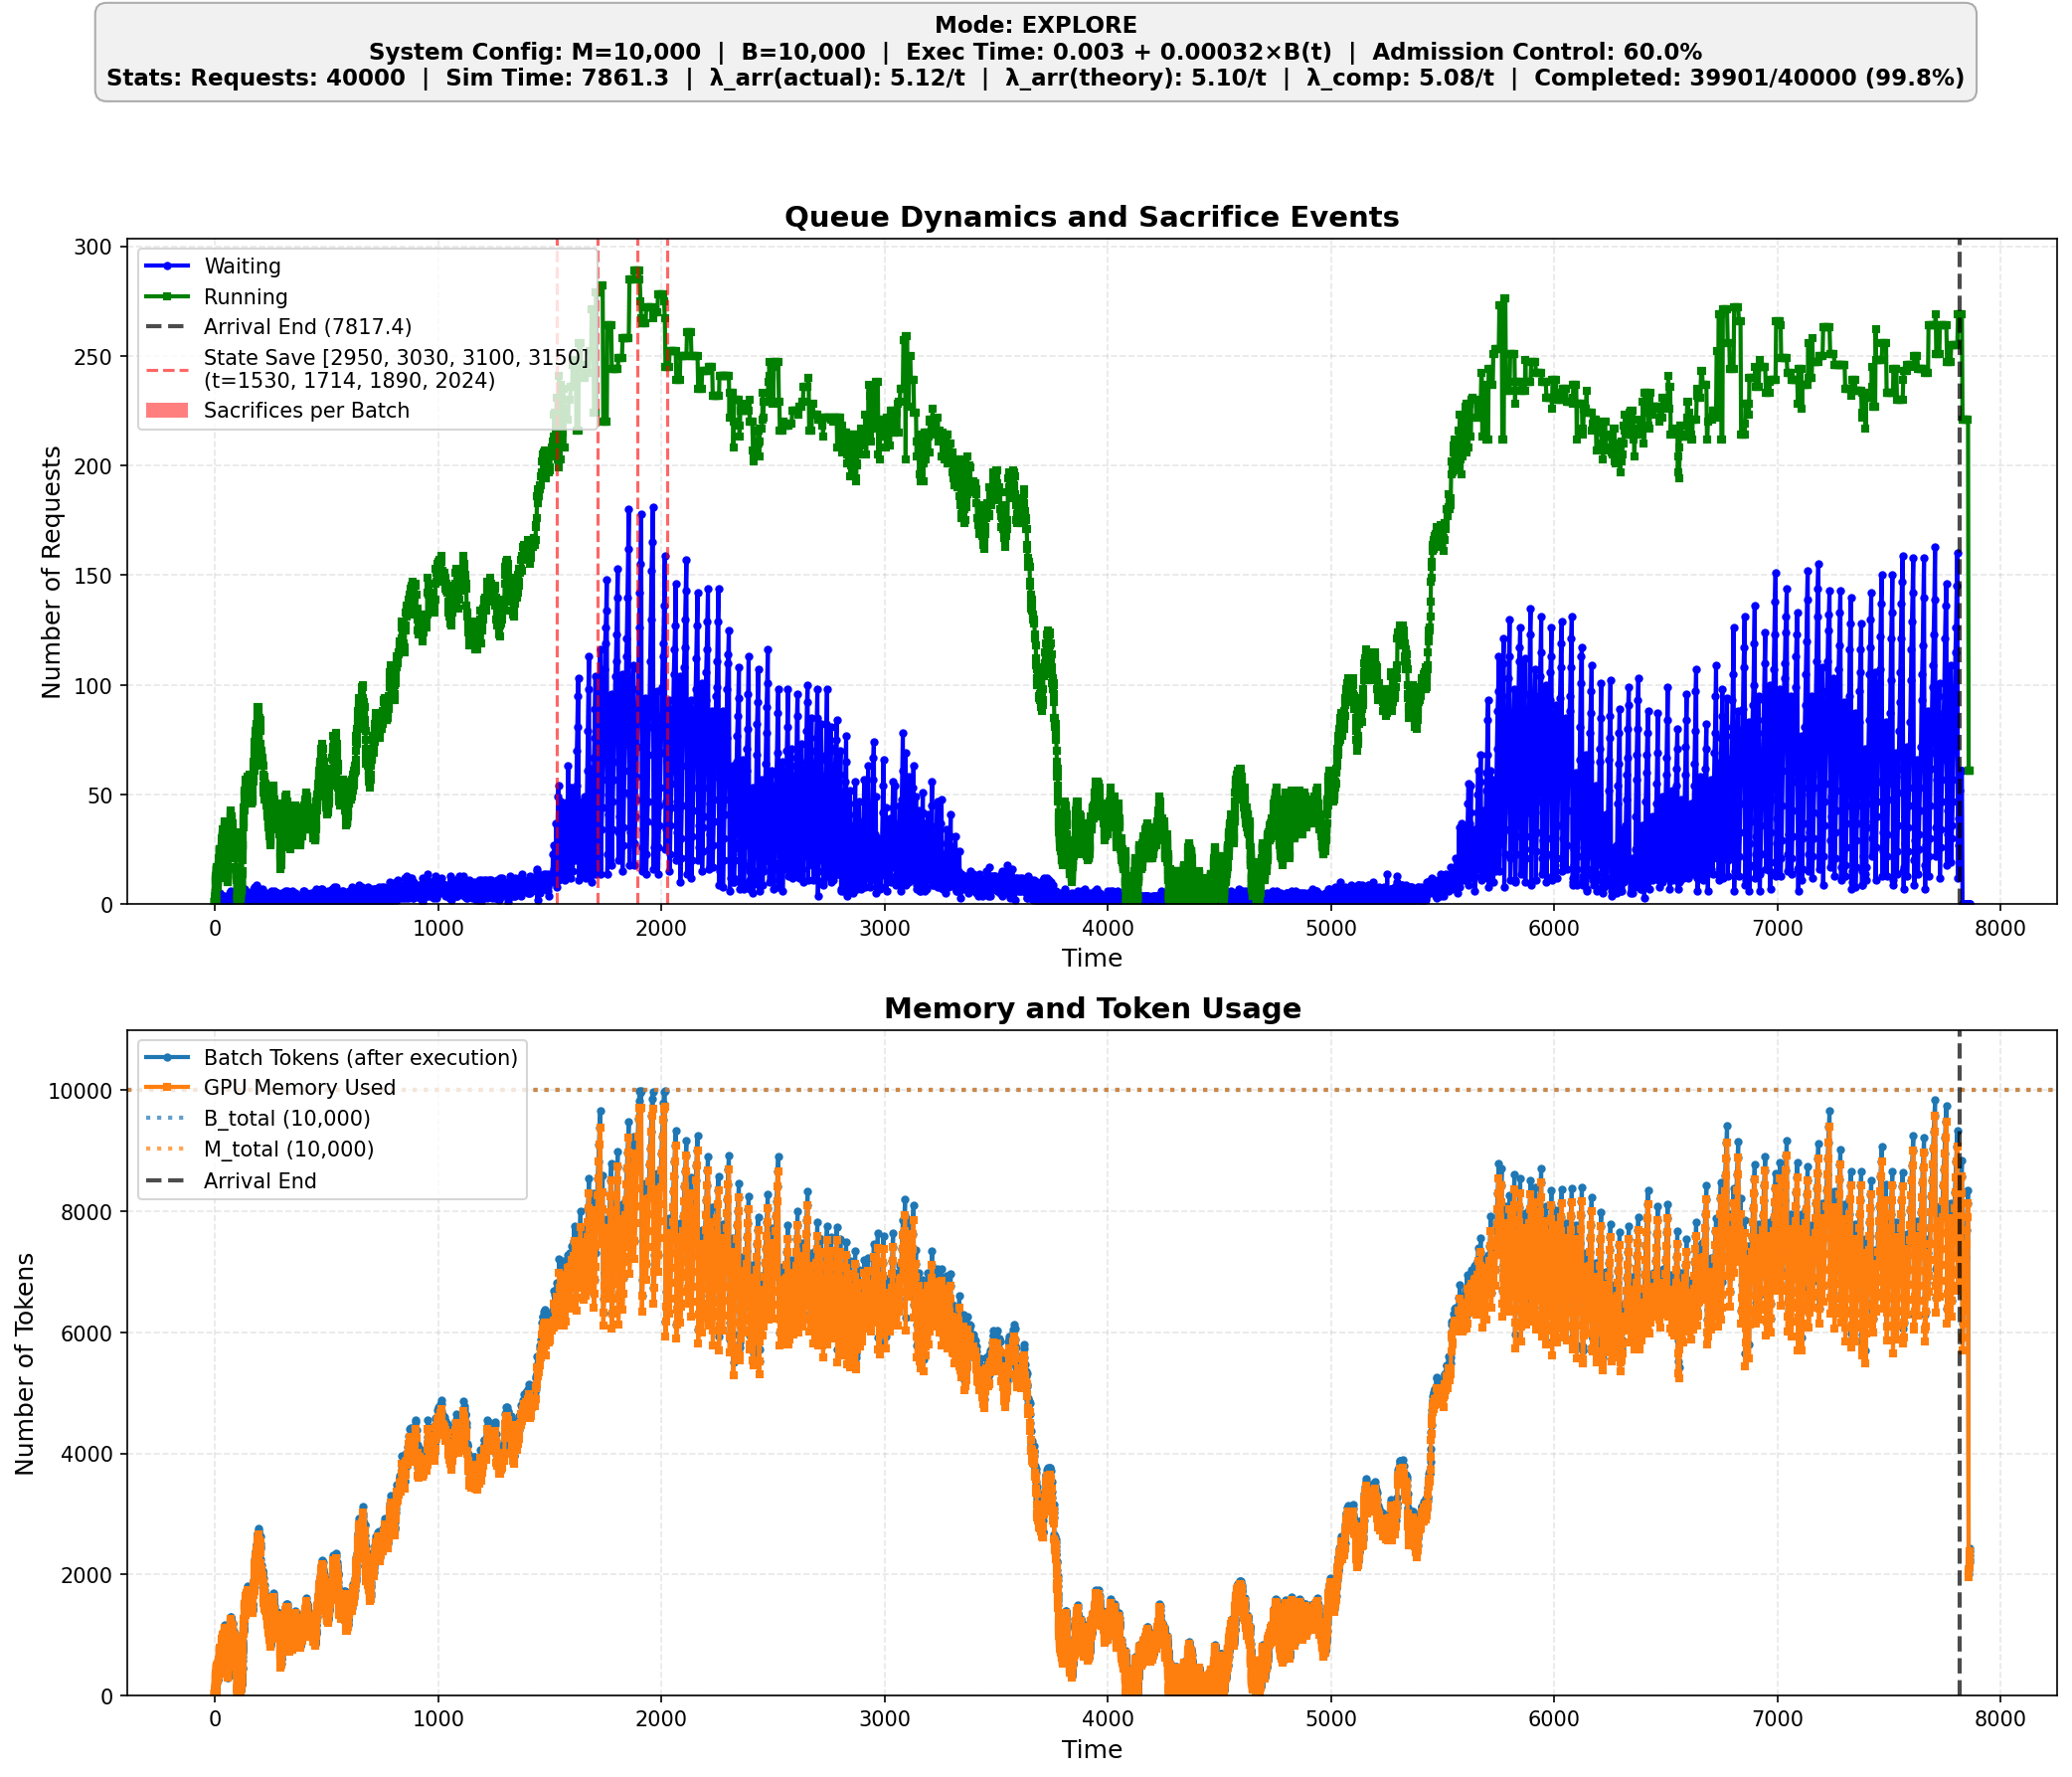 Mode: EXPLORE
System Config: M=10,000 | B=10,000 | Exec Time: 0.003 + 0.00032×B(t) | Admission Control: 60.0%
Stats: Requests: 40000 | Sim Time: 7861.3 | λ_arr(actual): 5.12/t | λ_arr(theory): 5.10/t | λ_comp: 5.08/t | Completed: 39901/40000 (99.8%)
Queue Dynamics and Sacrifice Events
Number of Requests
300
250
200
150
100
50
0
Waiting
Running
Arrival End (7817.4)
State Save [2950, 3030, 3100, 3150]
(t=1530, 1714, 1890, 2024)
Sacrifices per Batch
0 1000 2000 3000 4000 5000 6000 7000 8000
Time
Memory and Token Usage
Number of Tokens
10000
8000
6000
4000
2000
0
Batch Tokens (after execution)
GPU Memory Used
B_total (10,000)
M_total (10,000)
Arrival End
0 1000 2000 3000 4000 5000 6000 7000 8000
Time